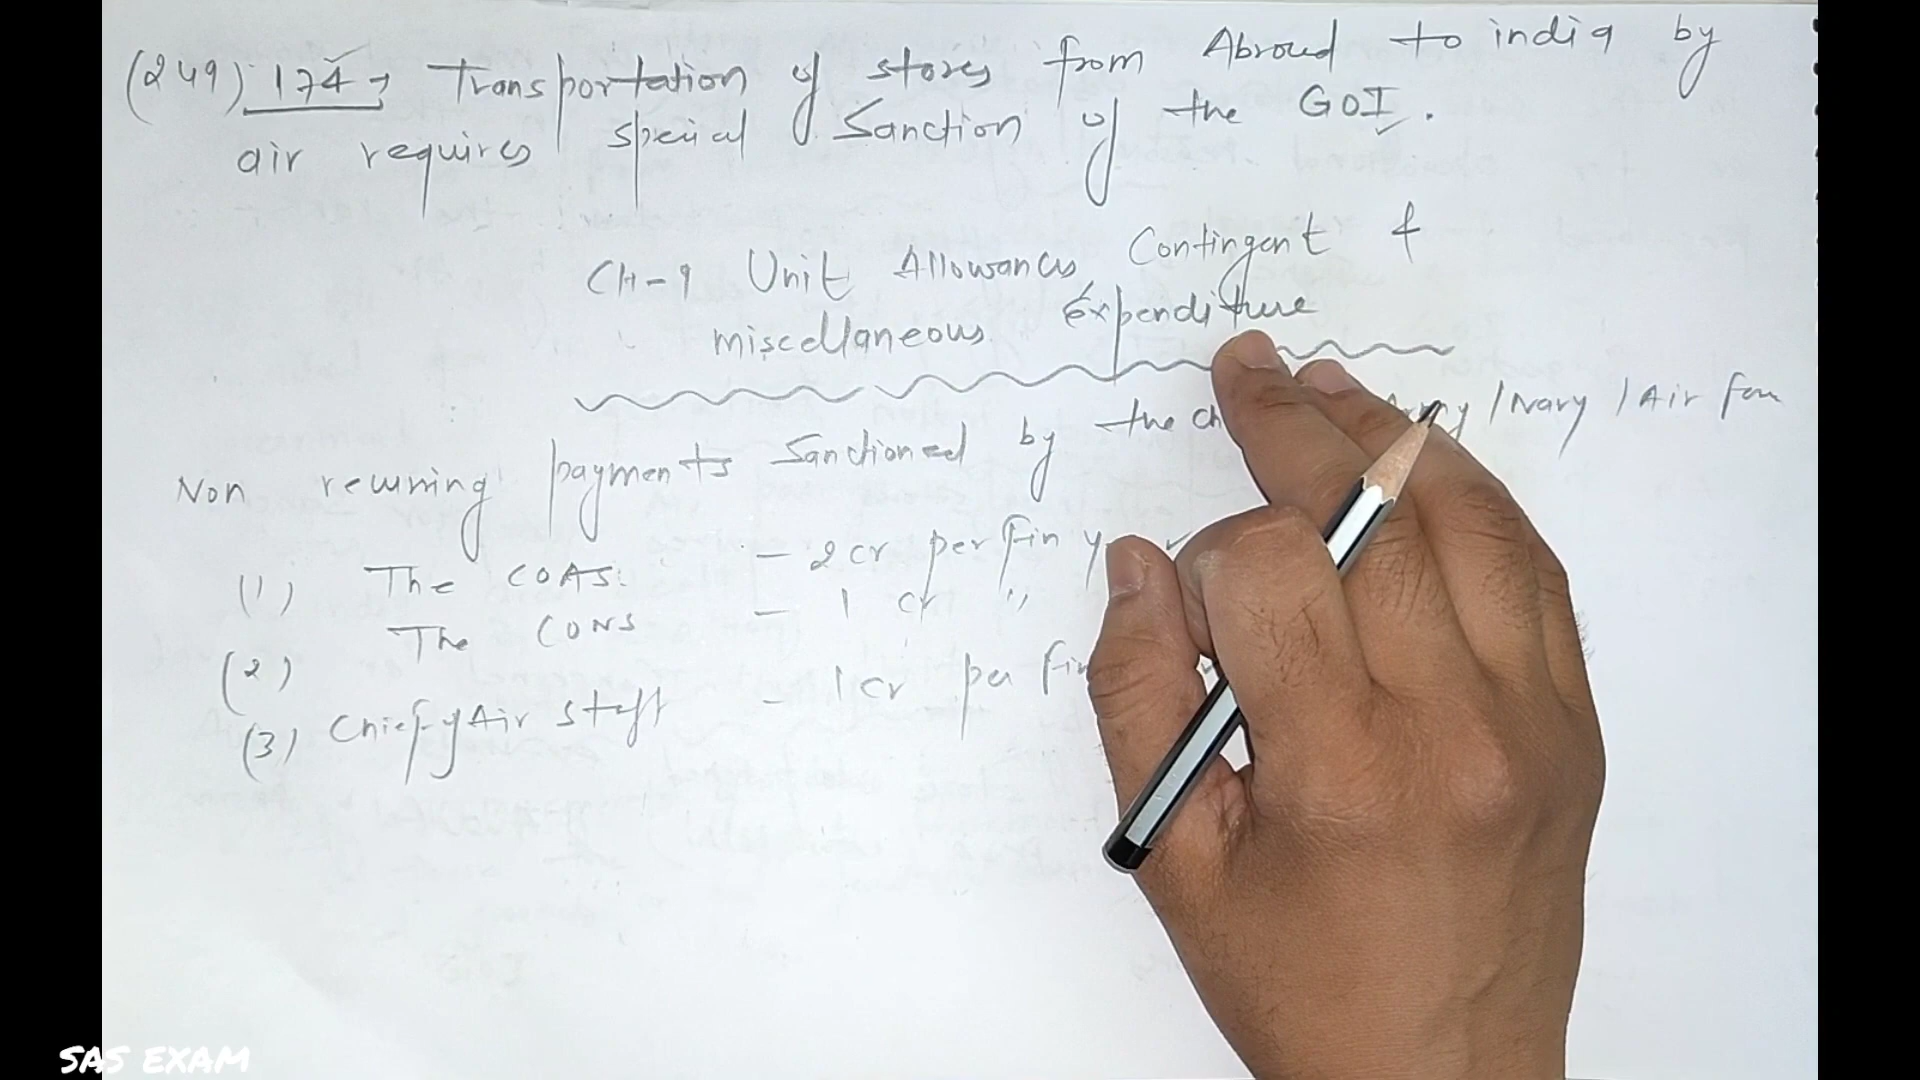 (249) 174 → Transportation of stores from Abroad to india by
air requires special sanction of the GOI.
CH-9 Unit Allowances, Contingent &
miscellaneous Expenditure
Non recurring payments Sanctioned by the Army / Navy / Air
(1) The COAS. - 2 cr per fin
(2) The CONS - 1 cr "
(3) Chief of Air staff - 1 cr per fin
SAS EXAM